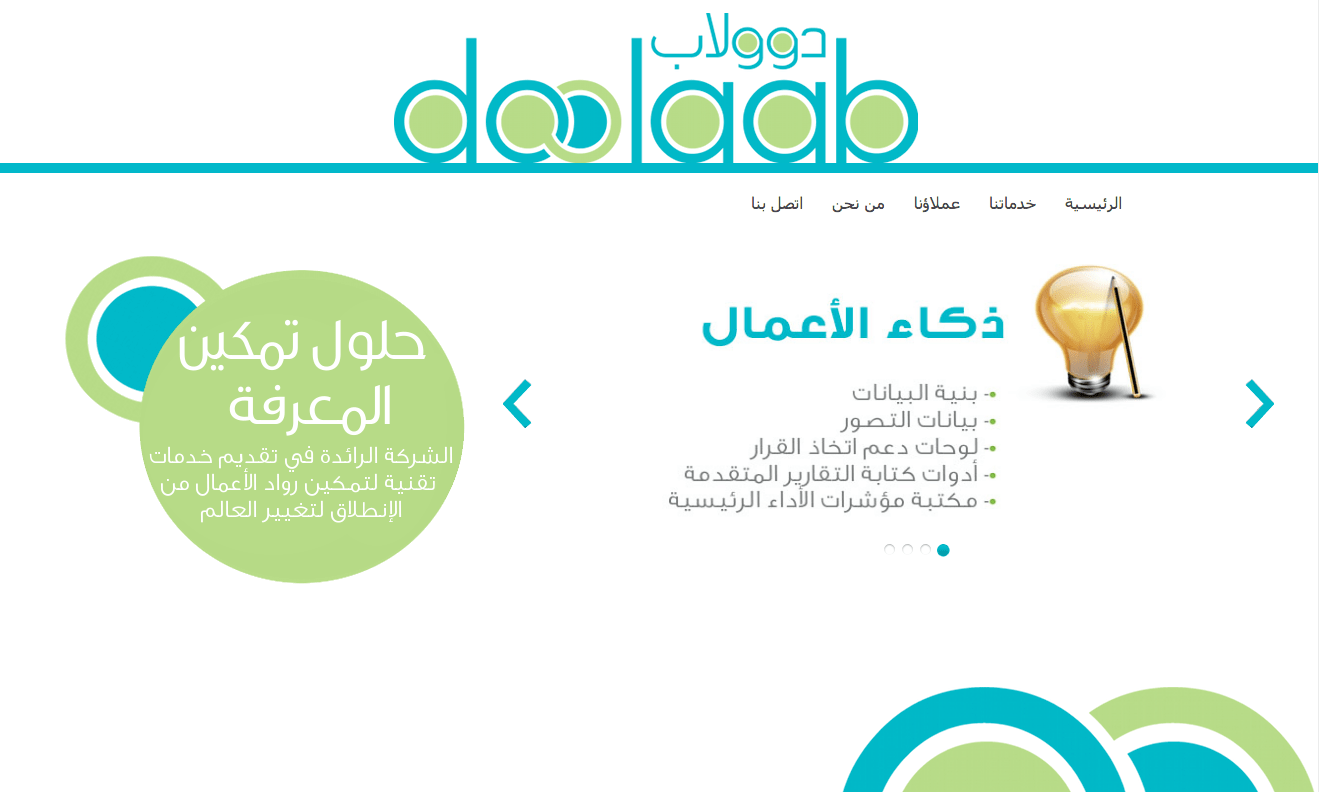 دوولاب
doolaab
الرئيسية خدماتنا عملاؤنا من نحن اتصل بنا
ذكاء الأعمال
- بنية البيانات
- بيانات التصور
- لوحات دعم اتخاذ القرار
- أدوات كتابة التقارير المتقدمة
- مكتبة مؤشرات الأداء الرئيسية
حلول تمكين
المعرفة
الشركة الرائدة في تقديم خدمات
تقنية لتمكين رواد الأعمال من
الإنطلاق لتغيير العالم